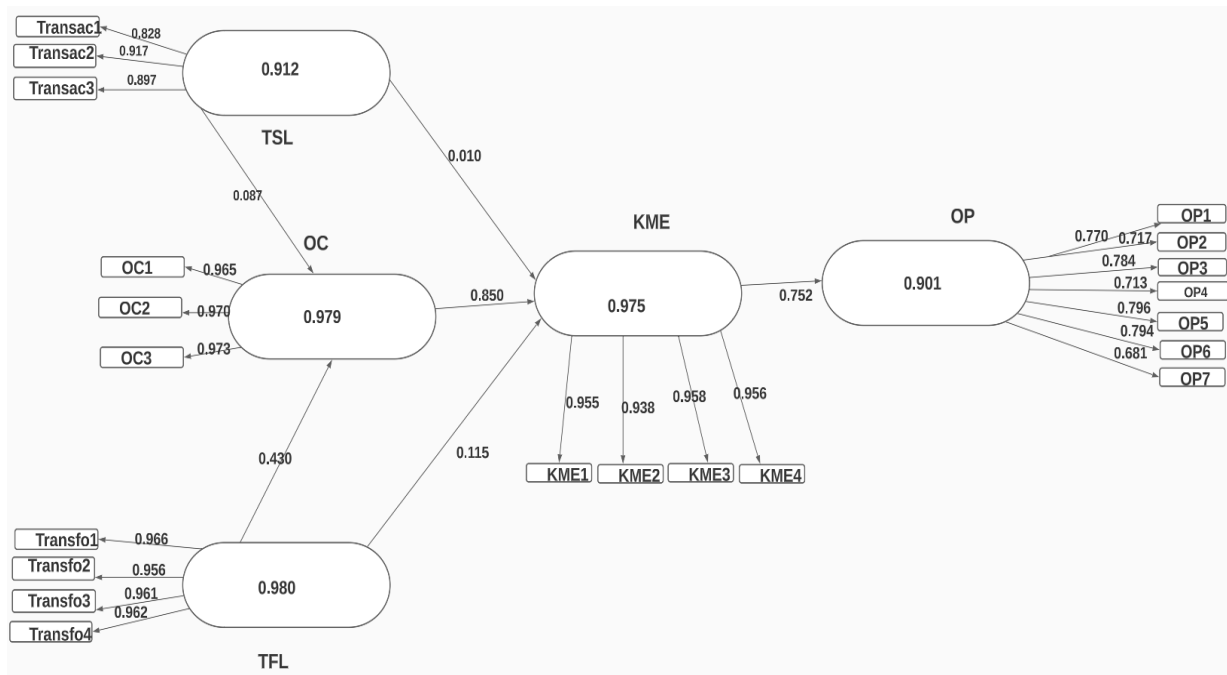 Transac1
0.828
Transac2
0.917
Transac3
0.897
0.912
TSL
0.010
0.087
OC
KME
OP
OC1
0.965
OC2
0.970
OC3
0.973
0.979
0.850
0.975
0.752
0.901
0.770
OP1
0.717
OP2
0.784
OP3
0.713
OP4
0.796
OP5
0.794
OP6
0.681
OP7
0.955
0.938
0.958
0.956
KME1
KME2
KME3
KME4
0.430
0.115
Transfo1
0.966
Transfo2
0.956
Transfo3
0.961
0.962
Transfo4
0.980
TFL